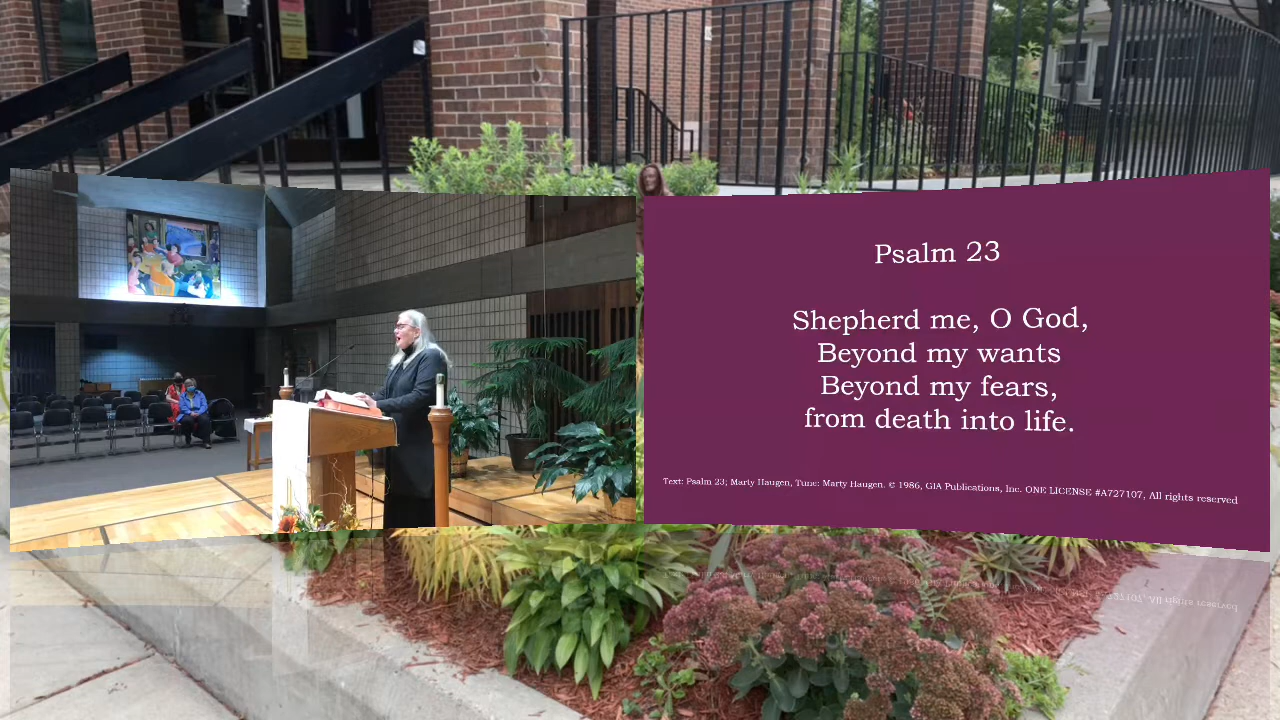 Psalm 23
Shepherd me, O God,
Beyond my wants
Beyond my fears,
from death into life.
Text: Psalm 23; Marty Haugen, Tune: Marty Haugen. © 1986, GIA Publications, Inc. ONE LICENSE #A727107, All rights reserved